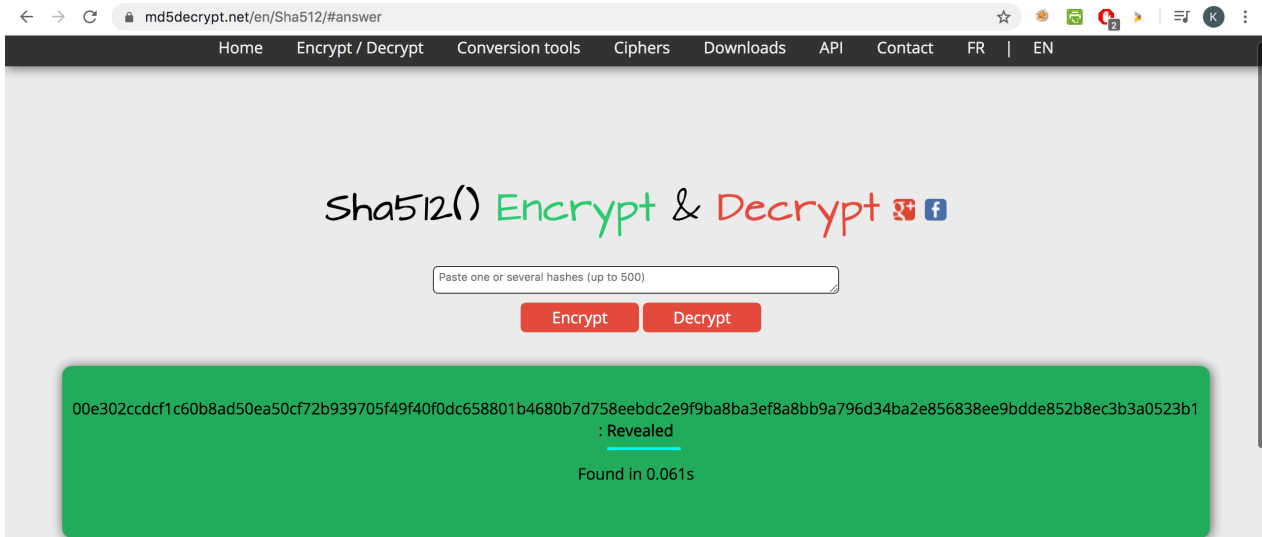 md5decrypt.net/en/Sha512/#answer
2
K
Home Encrypt / Decrypt Conversion tools Ciphers Downloads API Contact FR | EN
Sha512() Encrypt & Decrypt g+ f
Paste one or several hashes (up to 500)
Encrypt Decrypt
00e302ccdcf1c60b8ad50ea50cf72b939705f49f40f0dc658801b4680b7d758eebdc2e9f9ba8ba3ef8a8bb9a796d34ba2e856838ee9bdde852b8ec3b3a0523b1
: Revealed
Found in 0.061s